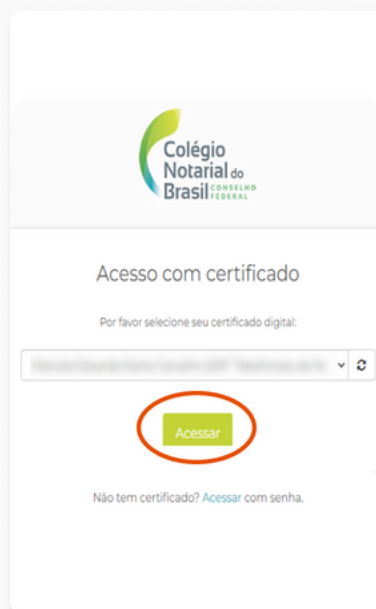 Colégio
Notarial do
Brasil CONSELHO
FEDERAL
Acesso com certificado
Por favor selecione seu certificado digital:
Acessar
Não tem certificado? Acessar com senha.